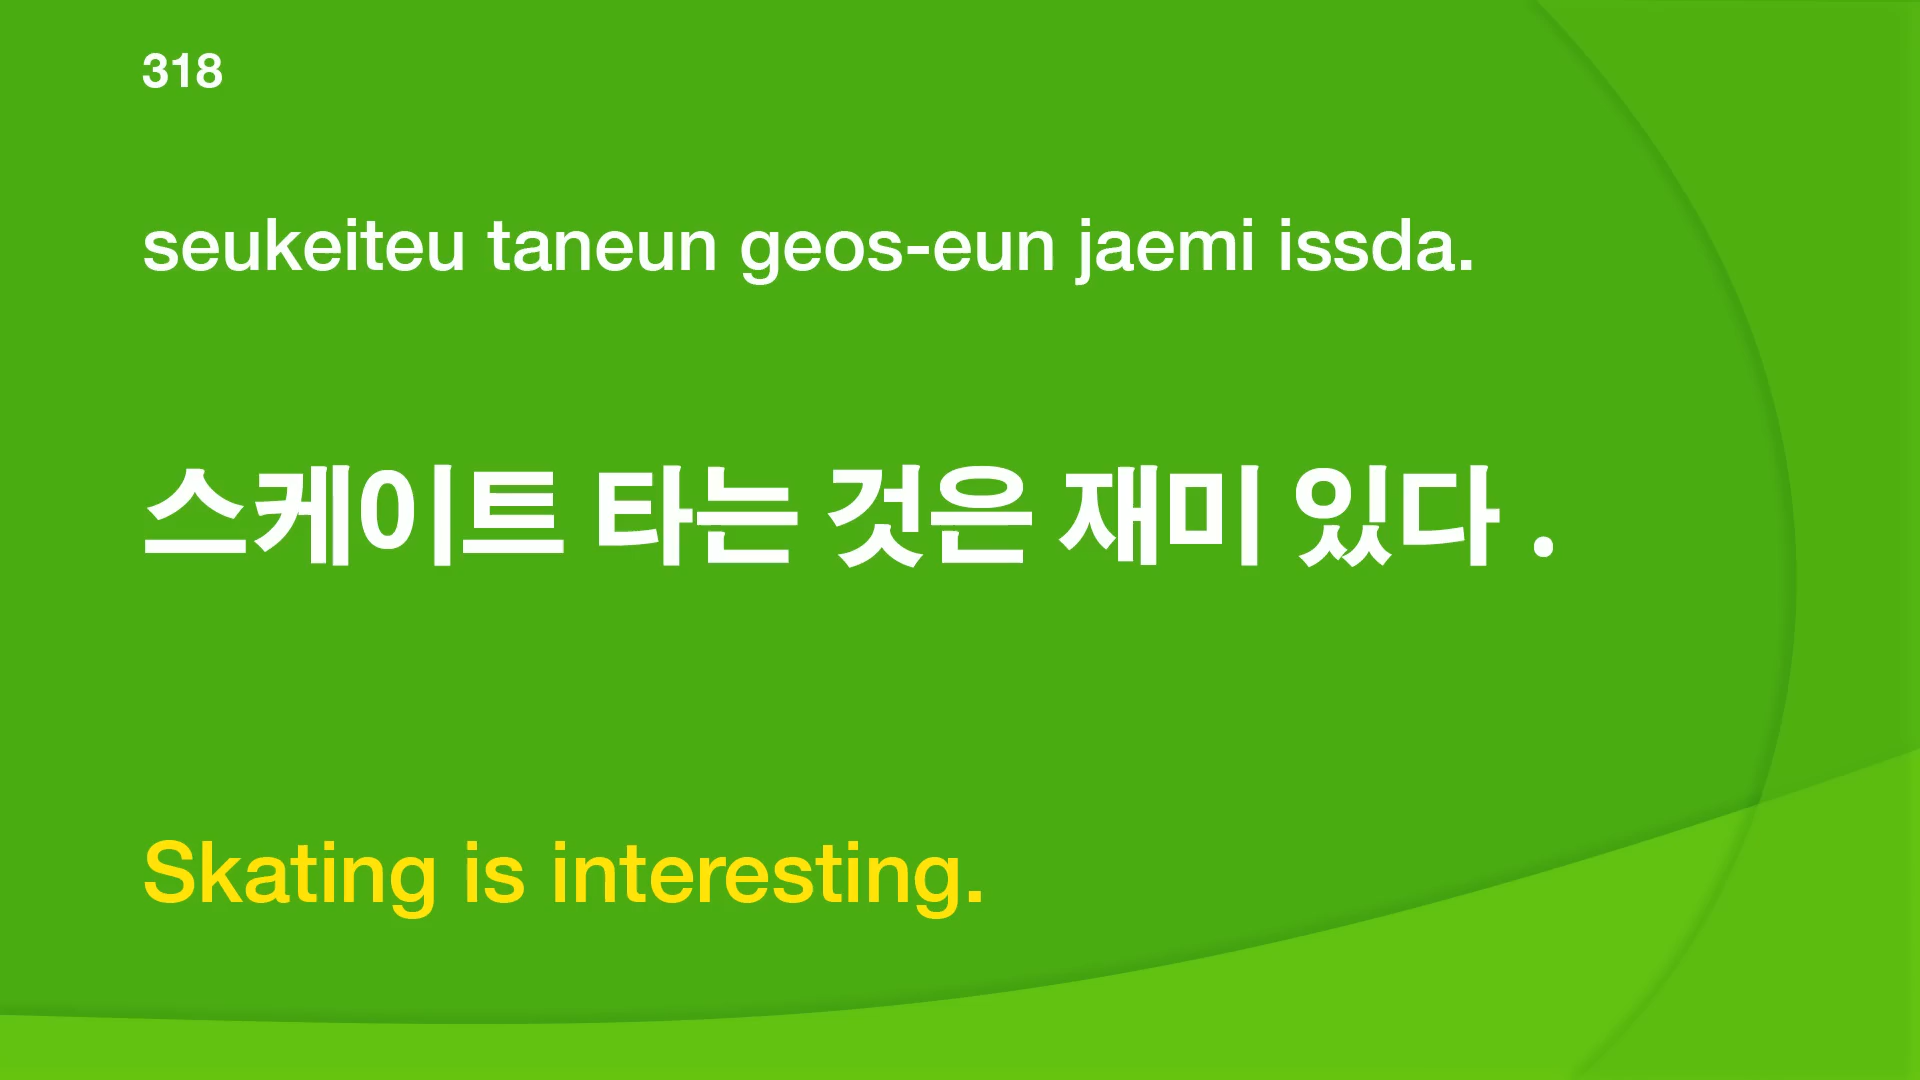 318
seukeiteu taneun geos-eun jaemi issda.
스케이트 타는 것은 재미 있다 .
Skating is interesting.